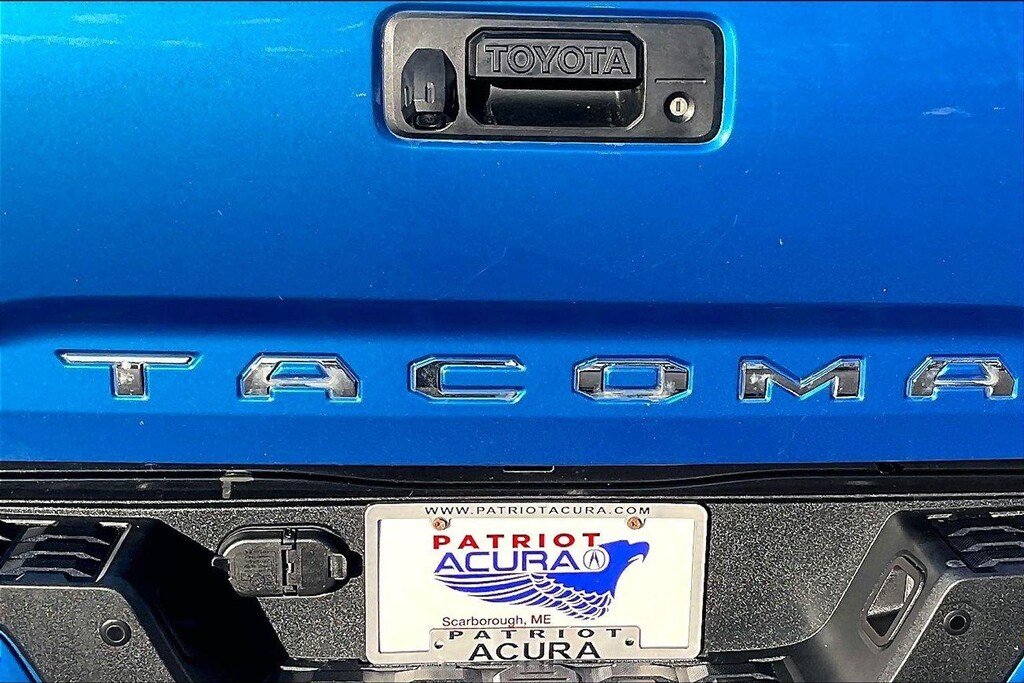 TOYOTA
TACOMA
WWW.PATRIOTACURA.COM
PATRIOT
ACURA
Scarborough, ME
PATRIOT
ACURA